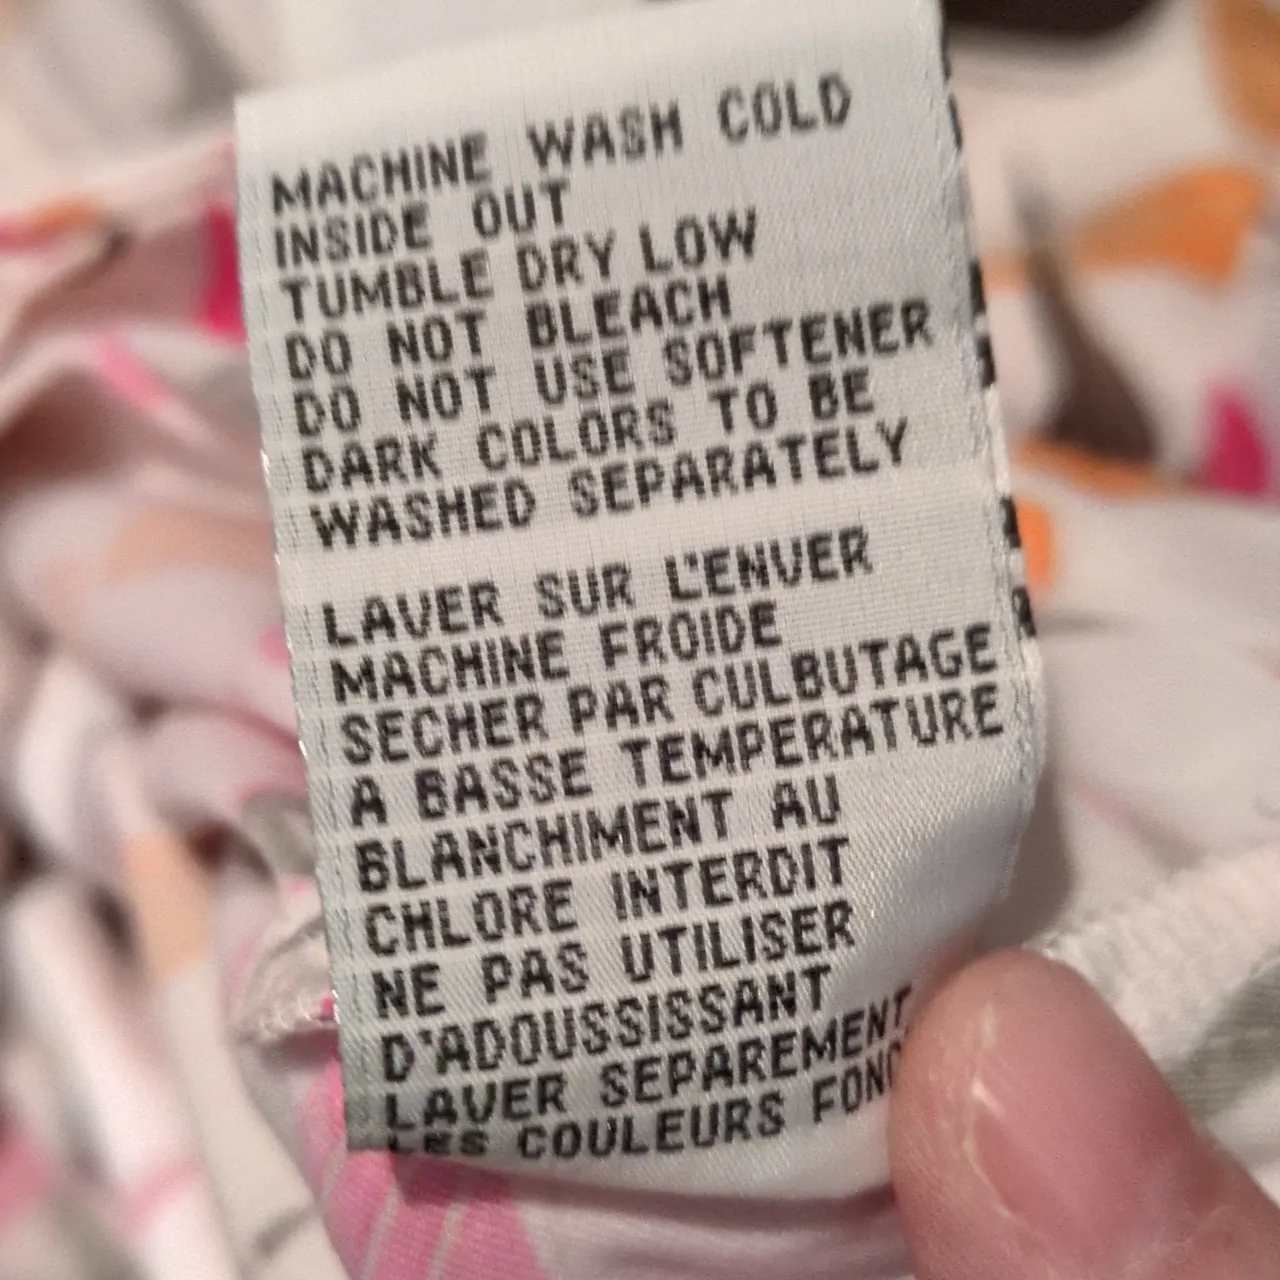 MACHINE WASH COLD
INSIDE OUT
TUMBLE DRY LOW
DO NOT BLEACH
DO NOT USE SOFTENER
DARK COLORS TO BE
WASHED SEPARATELY
LAVER SUR L'ENVER
MACHINE FROIDE
SECHER PAR CULBUTAGE
A BASSE TEMPERATURE
BLANCHIMENT AU
CHLORE INTERDIT
NE PAS UTILISER
D'ADOUSSISSANT
LAVER SEPAREMENT
LES COULEURS